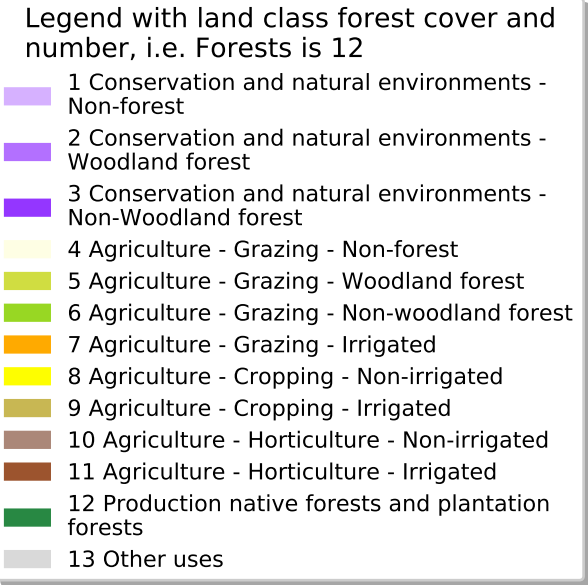 Legend with land class forest cover and
number, i.e. Forests is 12
1 Conservation and natural environments -
Non-forest
2 Conservation and natural environments -
Woodland forest
3 Conservation and natural environments -
Non-Woodland forest
4 Agriculture - Grazing - Non-forest
5 Agriculture - Grazing - Woodland forest
6 Agriculture - Grazing - Non-woodland forest
7 Agriculture - Grazing - Irrigated
8 Agriculture - Cropping - Non-irrigated
9 Agriculture - Cropping - Irrigated
10 Agriculture - Horticulture - Non-irrigated
11 Agriculture - Horticulture - Irrigated
12 Production native forests and plantation
forests
13 Other uses